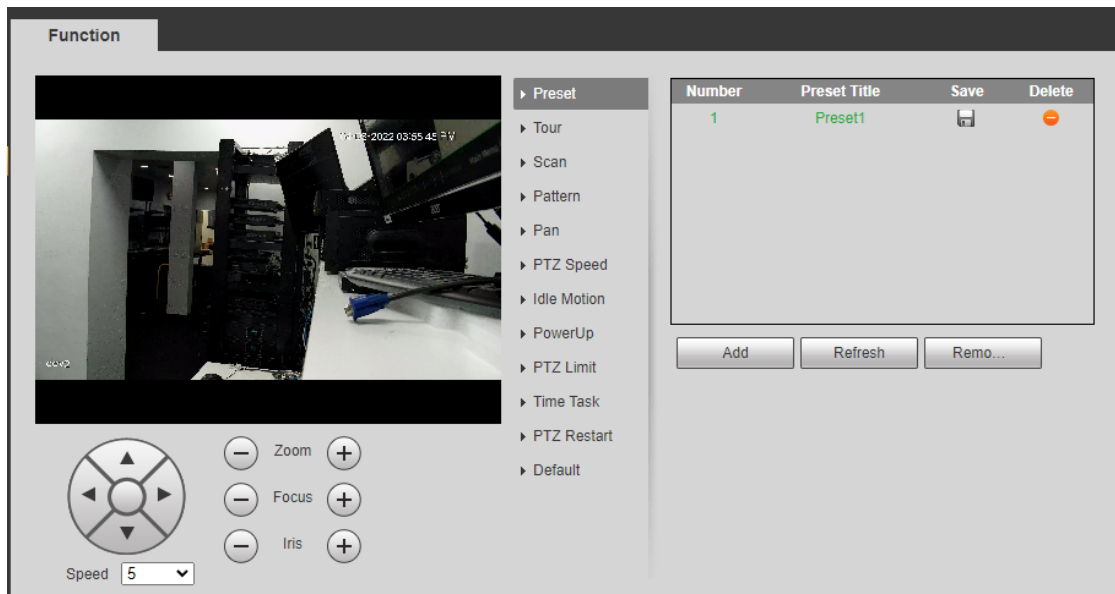 Function
Preset
Tour
Scan
Pattern
Pan
PTZ Speed
Idle Motion
PowerUp
PTZ Limit
Time Task
PTZ Restart
Default
Number Preset Title Save Delete
1 Preset1
Add Refresh Remo...
Zoom
Focus
Iris
Speed 5